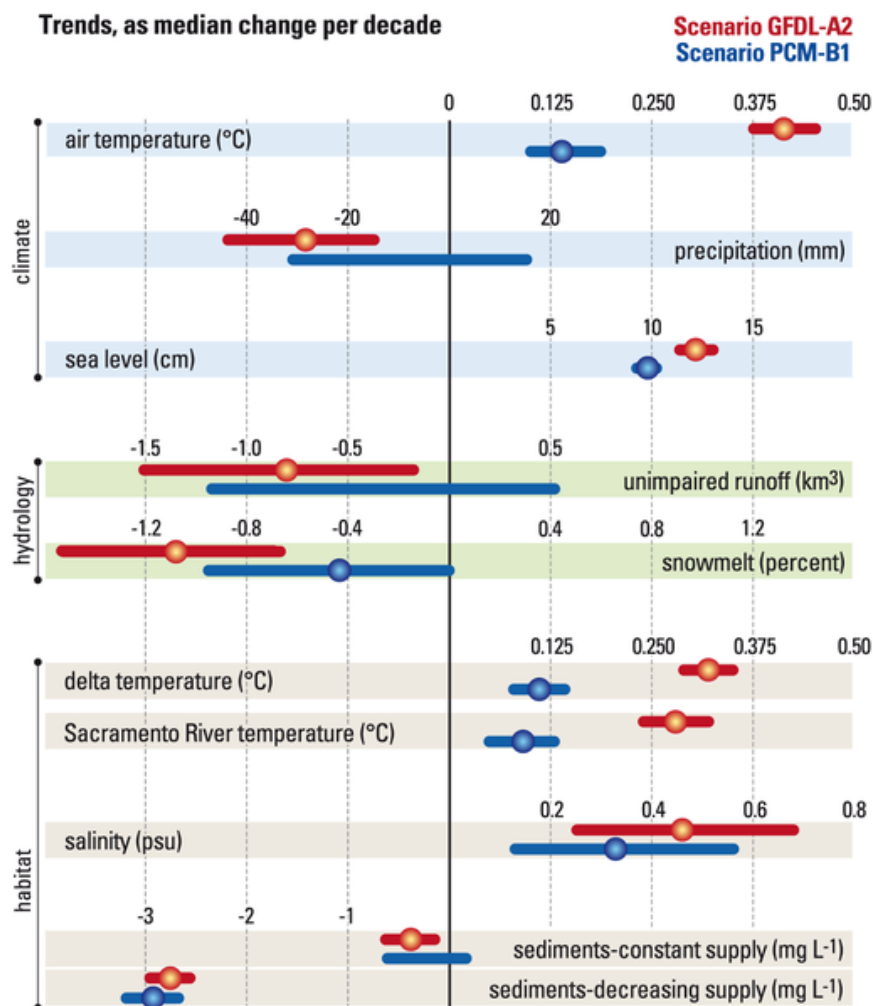 Trends, as median change per decade
Scenario GFDL-A2
Scenario PCM-B1
0 0.125 0.250 0.375 0.50
air temperature (°C)
-40 -20 20
precipitation (mm)
5 10 15
sea level (cm)
climate
-1.5 -1.0 -0.5 0.5
unimpaired runoff (km³)
-1.2 -0.8 -0.4 0.4 0.8 1.2
snowmelt (percent)
hydrology
0.125 0.250 0.375 0.50
delta temperature (°C)
Sacramento River temperature (°C)
0.2 0.4 0.6 0.8
salinity (psu)
-3 -2 -1
sediments-constant supply (mg L⁻¹)
sediments-decreasing supply (mg L⁻¹)
habitat